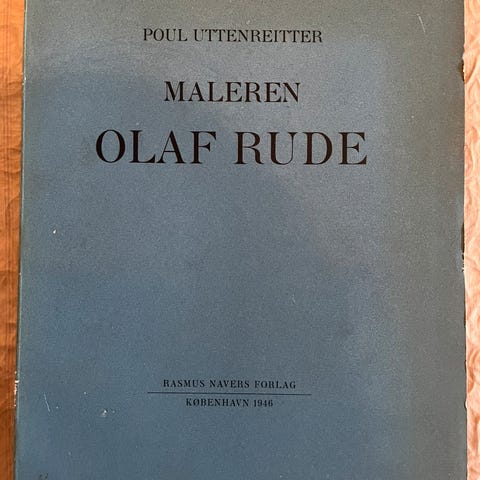 POUL UTTENREITTER
MALEREN
OLAF RUDE
RASMUS NAVERS FORLAG
KØBENHAVN 1946